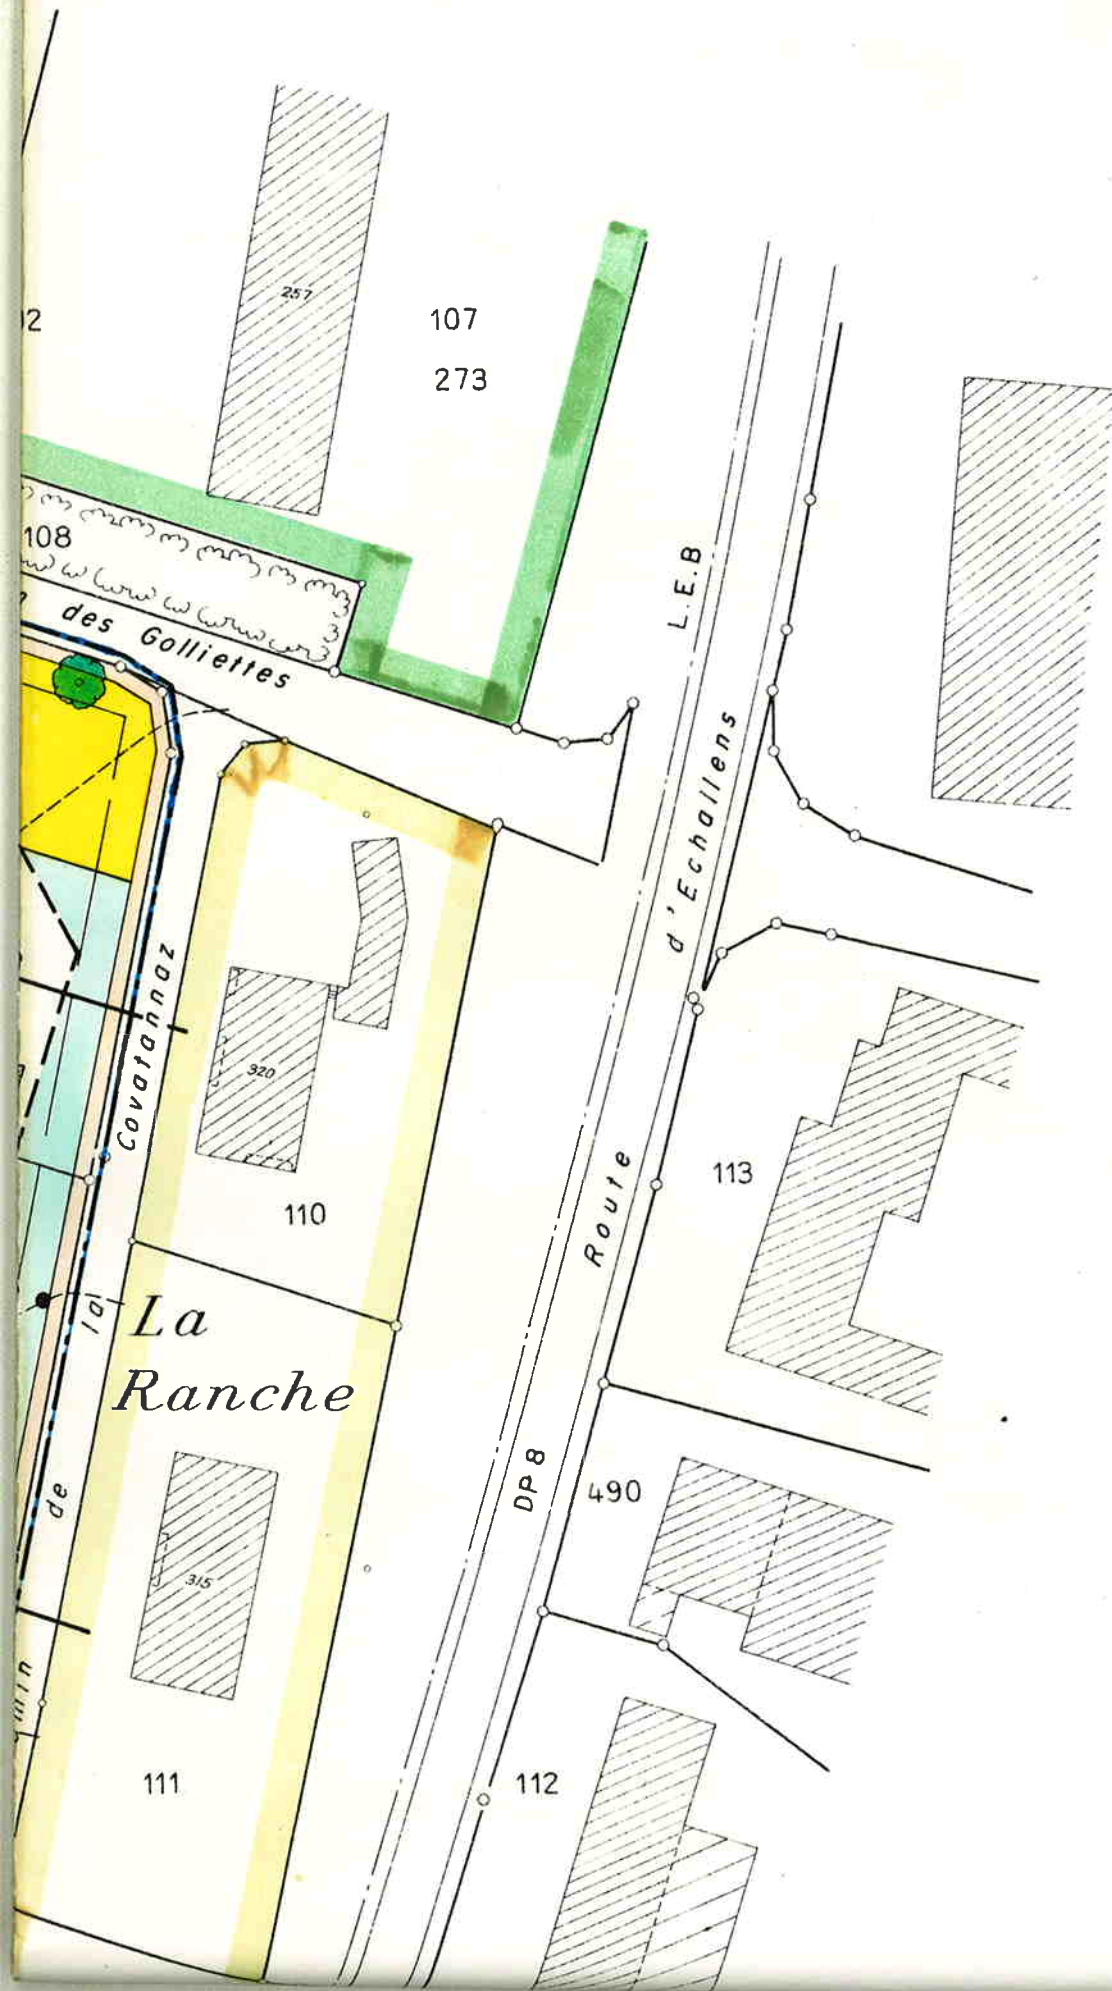 257
107
273
108
des Golliettes
L.E.B
Route d'Echallens
de la Covatannaz
320
113
110
La
Ranche
DP 8
490
315
111
112